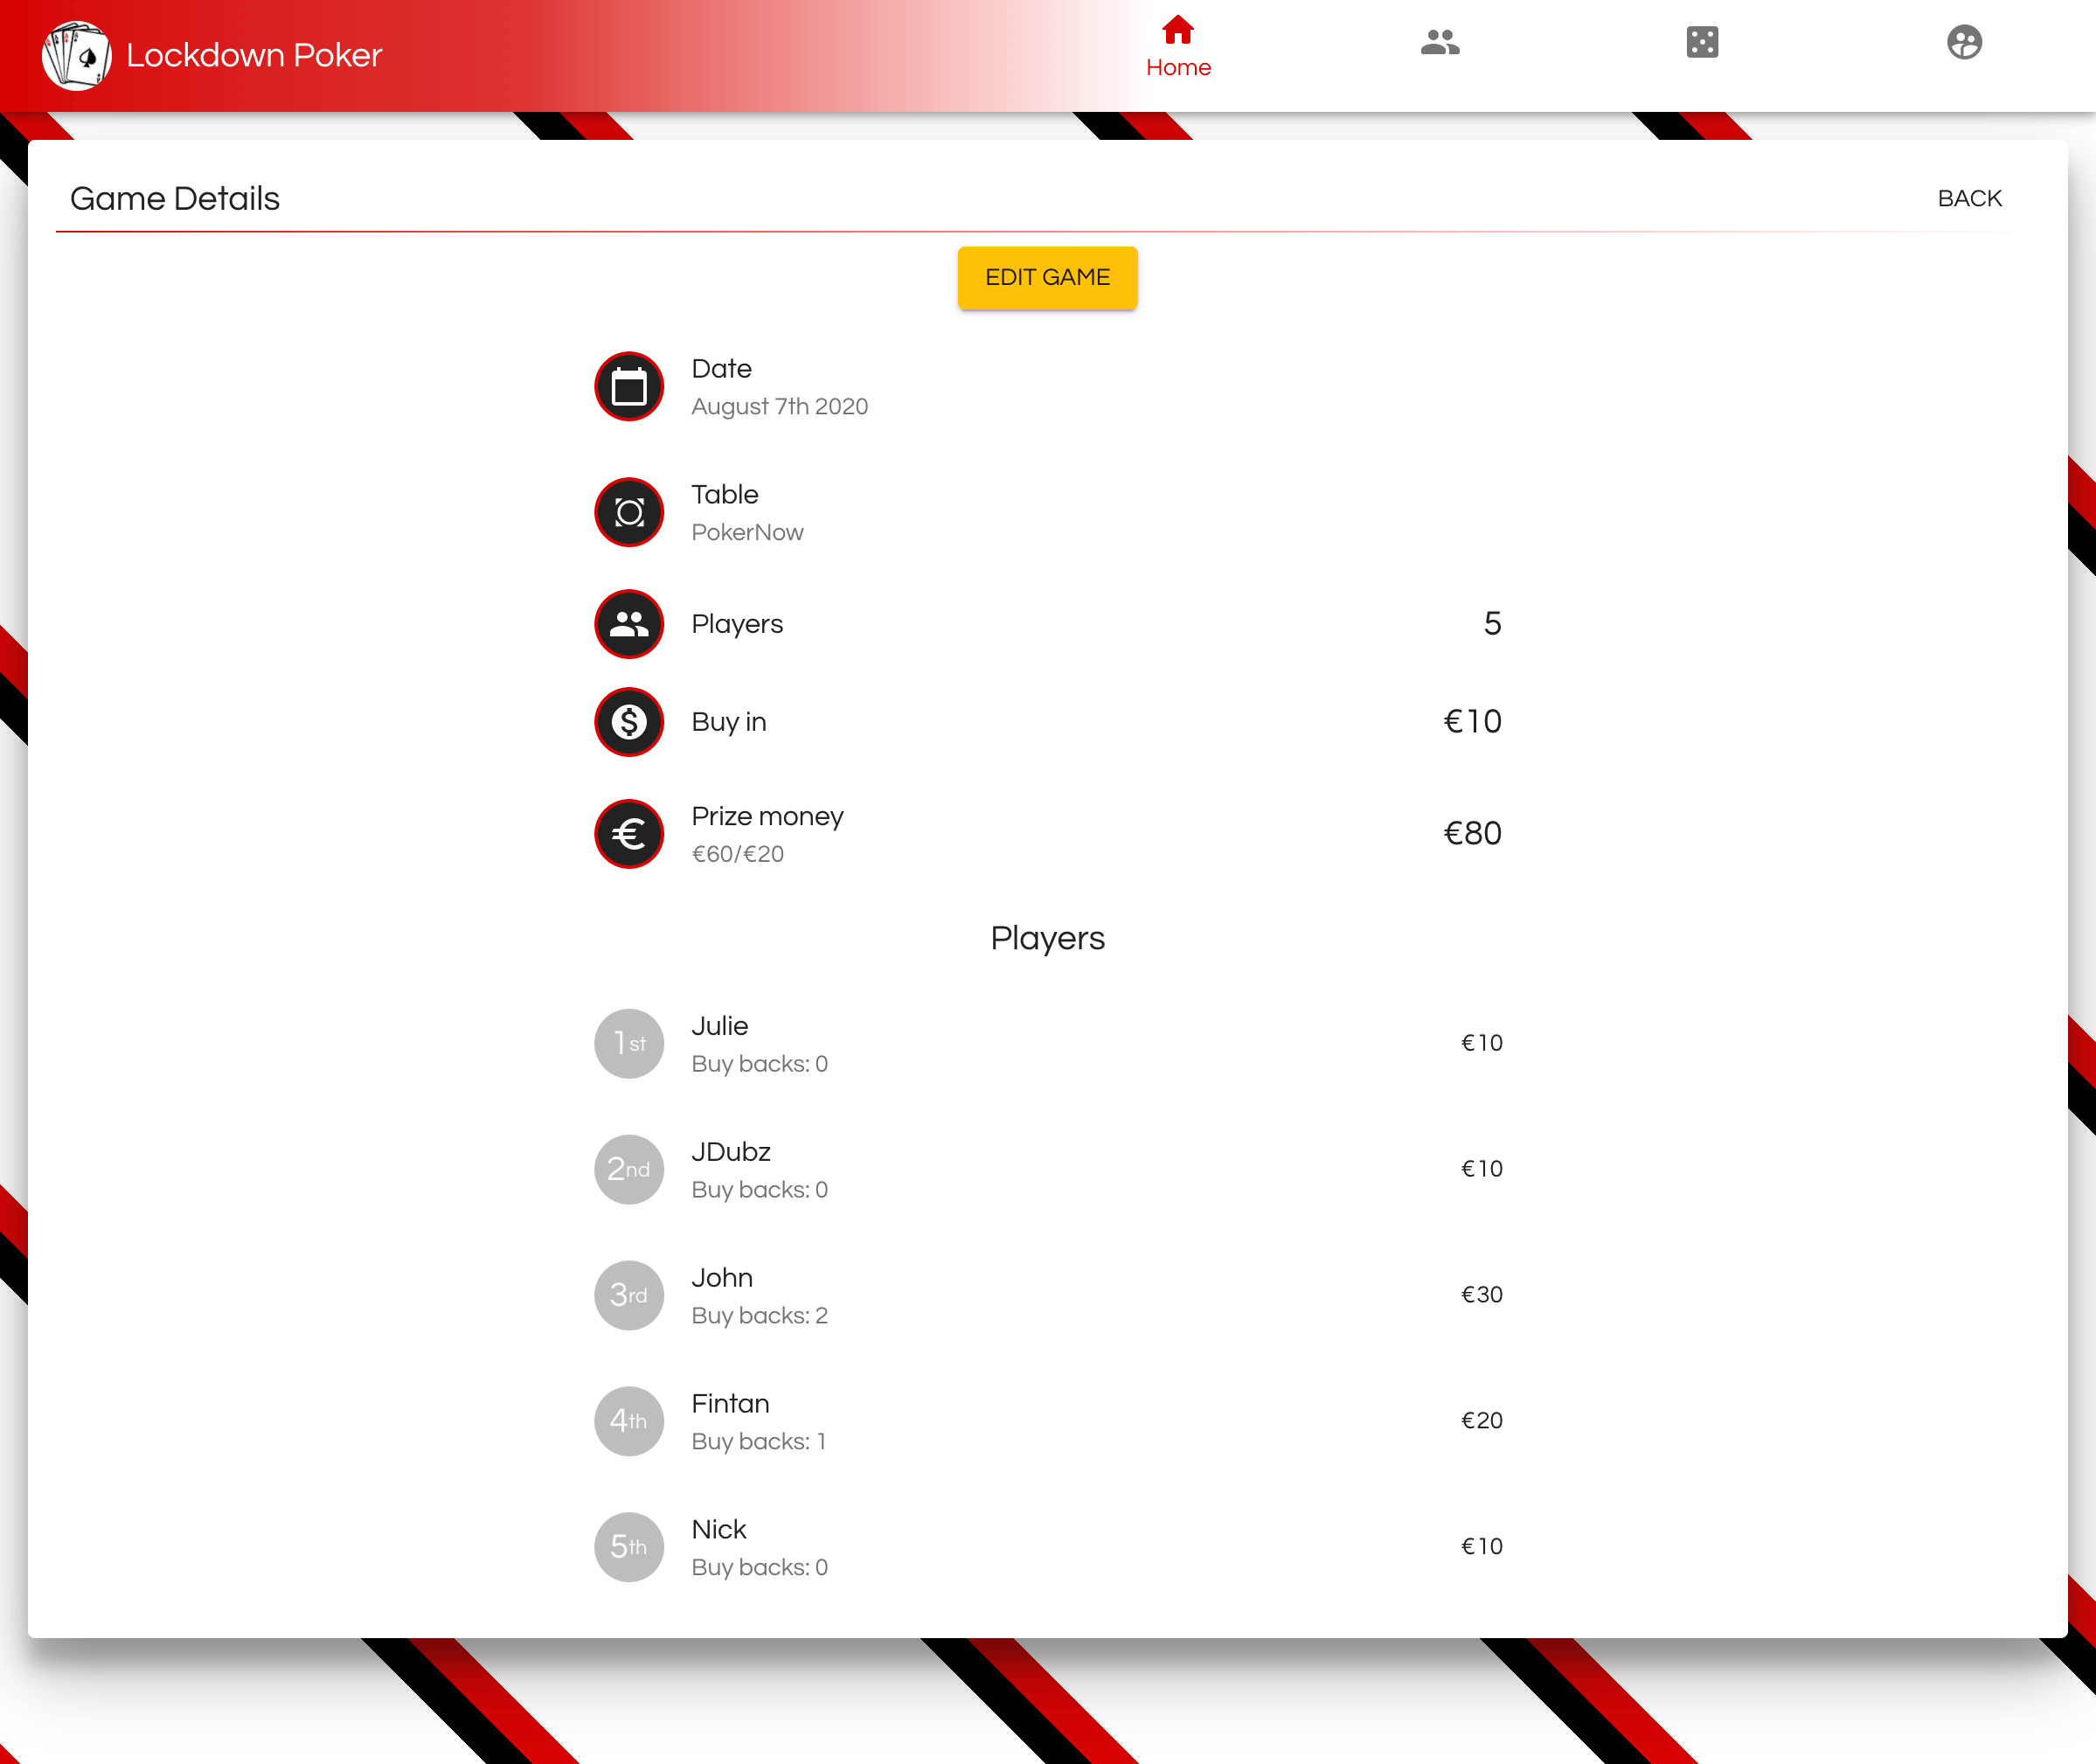 Lockdown Poker
Home
Game Details
BACK
EDIT GAME
Date
August 7th 2020
Table
PokerNow
Players
5
Buy in
€10
Prize money
€60/€20
€80
Players
1st
Julie
Buy backs: 0
€10
2nd
JDubz
Buy backs: 0
€10
3rd
John
Buy backs: 2
€30
4th
Fintan
Buy backs: 1
€20
5th
Nick
Buy backs: 0
€10